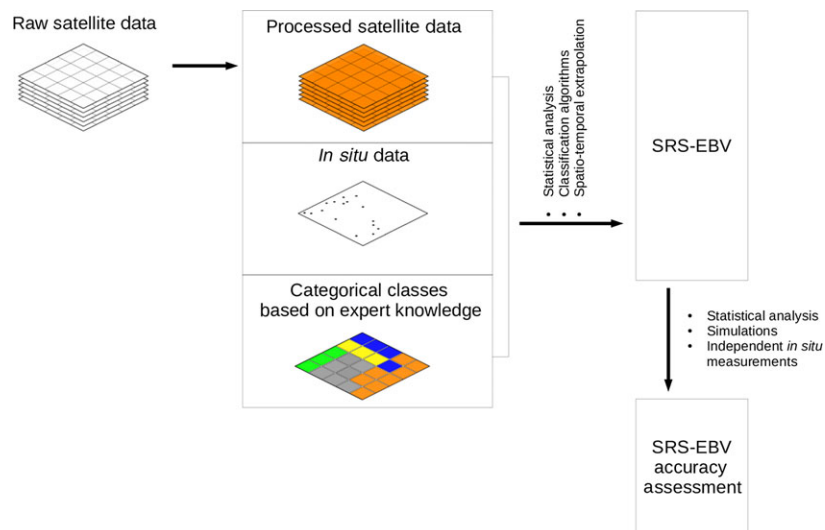 Raw satellite data
Processed satellite data
In situ data
Categorical classes
based on expert knowledge
• Statistical analysis
• Classification algorithms
• Spatio-temporal extrapolation
SRS-EBV
• Statistical analysis
• Simulations
• Independent in situ
measurements
SRS-EBV
accuracy
assessment